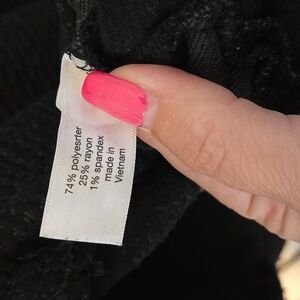 74% polyesrter
25% rayon
1% spandex
made in
Vietnam